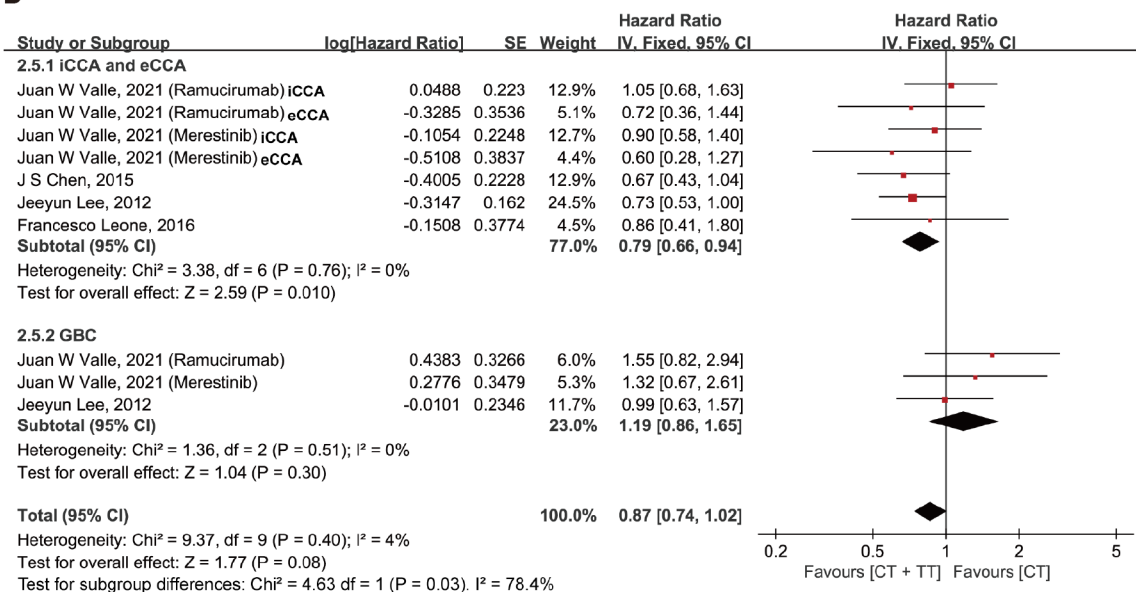 Hazard Ratio Hazard Ratio
Study or Subgroup log[Hazard Ratio] SE Weight IV. Fixed. 95% CI IV. Fixed. 95% CI
2.5.1 iCCA and eCCA
Juan W Valle, 2021 (Ramucirumab) iCCA 0.0488 0.223 12.9% 1.05 [0.68, 1.63]
Juan W Valle, 2021 (Ramucirumab) eCCA -0.3285 0.3536 5.1% 0.72 [0.36, 1.44]
Juan W Valle, 2021 (Merestinib) iCCA -0.1054 0.2248 12.7% 0.90 [0.58, 1.40]
Juan W Valle, 2021 (Merestinib) eCCA -0.5108 0.3837 4.4% 0.60 [0.28, 1.27]
J S Chen, 2015 -0.4005 0.2228 12.9% 0.67 [0.43, 1.04]
Jeeyun Lee, 2012 -0.3147 0.162 24.5% 0.73 [0.53, 1.00]
Francesco Leone, 2016 -0.1508 0.3774 4.5% 0.86 [0.41, 1.80]
Subtotal (95% CI) 77.0% 0.79 [0.66, 0.94]
Heterogeneity: Chi² = 3.38, df = 6 (P = 0.76); I² = 0%
Test for overall effect: Z = 2.59 (P = 0.010)
2.5.2 GBC
Juan W Valle, 2021 (Ramucirumab) 0.4383 0.3266 6.0% 1.55 [0.82, 2.94]
Juan W Valle, 2021 (Merestinib) 0.2776 0.3479 5.3% 1.32 [0.67, 2.61]
Jeeyun Lee, 2012 -0.0101 0.2346 11.7% 0.99 [0.63, 1.57]
Subtotal (95% CI) 23.0% 1.19 [0.86, 1.65]
Heterogeneity: Chi² = 1.36, df = 2 (P = 0.51); I² = 0%
Test for overall effect: Z = 1.04 (P = 0.30)
Total (95% CI) 100.0% 0.87 [0.74, 1.02]
Heterogeneity: Chi² = 9.37, df = 9 (P = 0.40); I² = 4%
Test for overall effect: Z = 1.77 (P = 0.08)
Test for subgroup differences: Chi² = 4.63 df = 1 (P = 0.03). I² = 78.4%
0.2 0.5 1 2 5
Favours [CT + TT] Favours [CT]